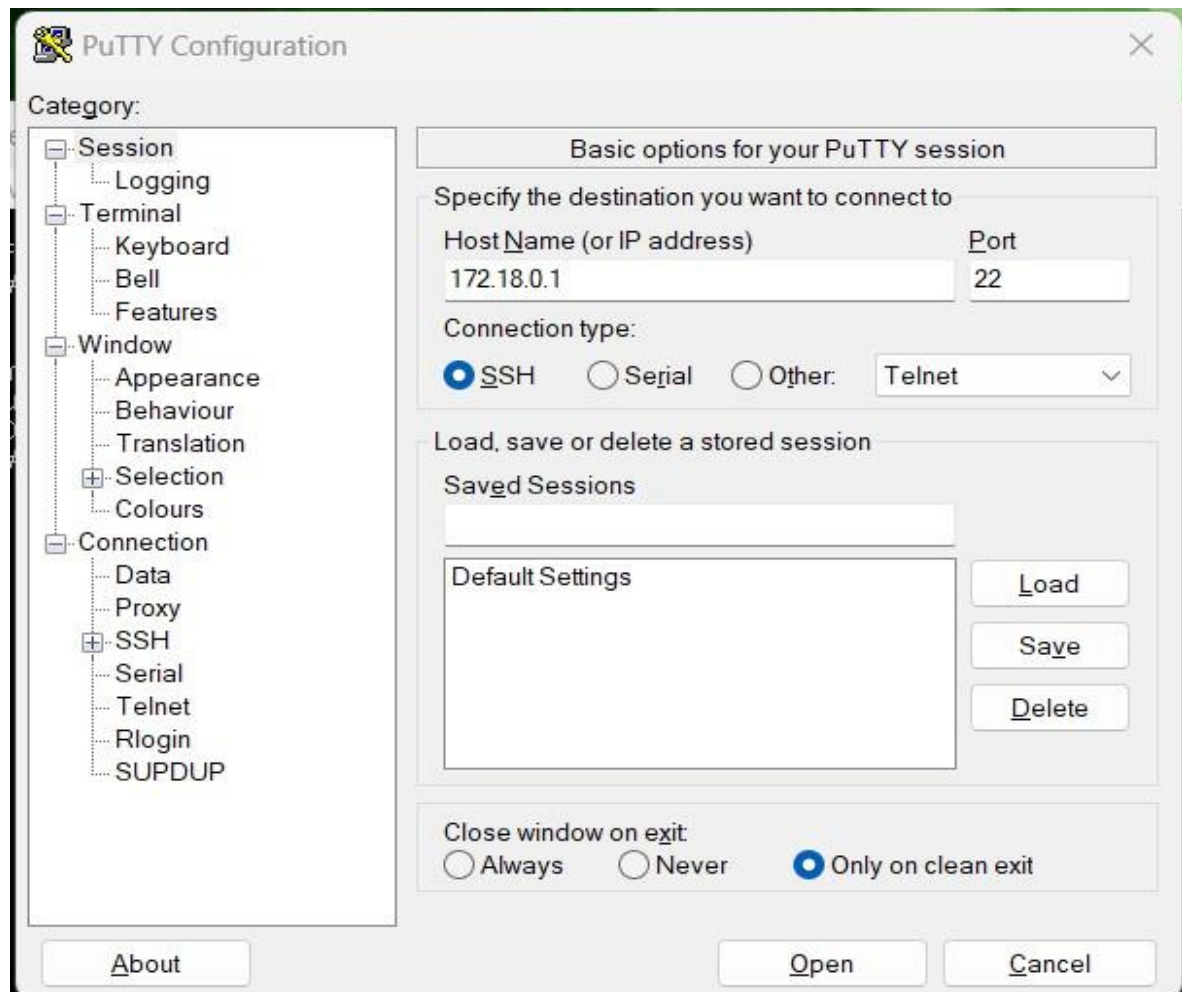 PuTTY Configuration
Category:
Session
Logging
Terminal
Keyboard
Bell
Features
Window
Appearance
Behaviour
Translation
Selection
Colours
Connection
Data
Proxy
SSH
Serial
Telnet
Rlogin
SUPDUP
Basic options for your PuTTY session
Specify the destination you want to connect to
Host Name (or IP address) Port
172.18.0.1 22
Connection type:
SSH Serial Other: Telnet
Load, save or delete a stored session
Saved Sessions
Default Settings
Load
Save
Delete
Close window on exit:
Always Never Only on clean exit
About Open Cancel